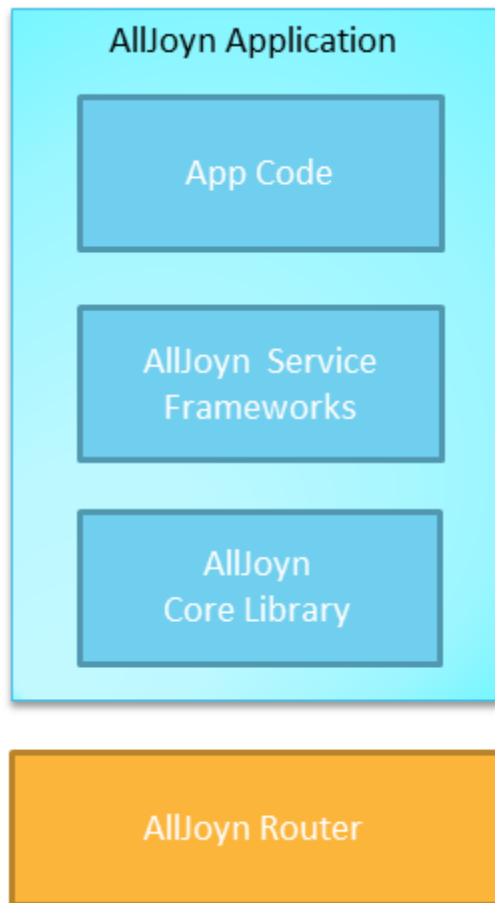 AllJoyn Application
App Code
AllJoyn Service
Frameworks
AllJoyn
Core Library
AllJoyn Router